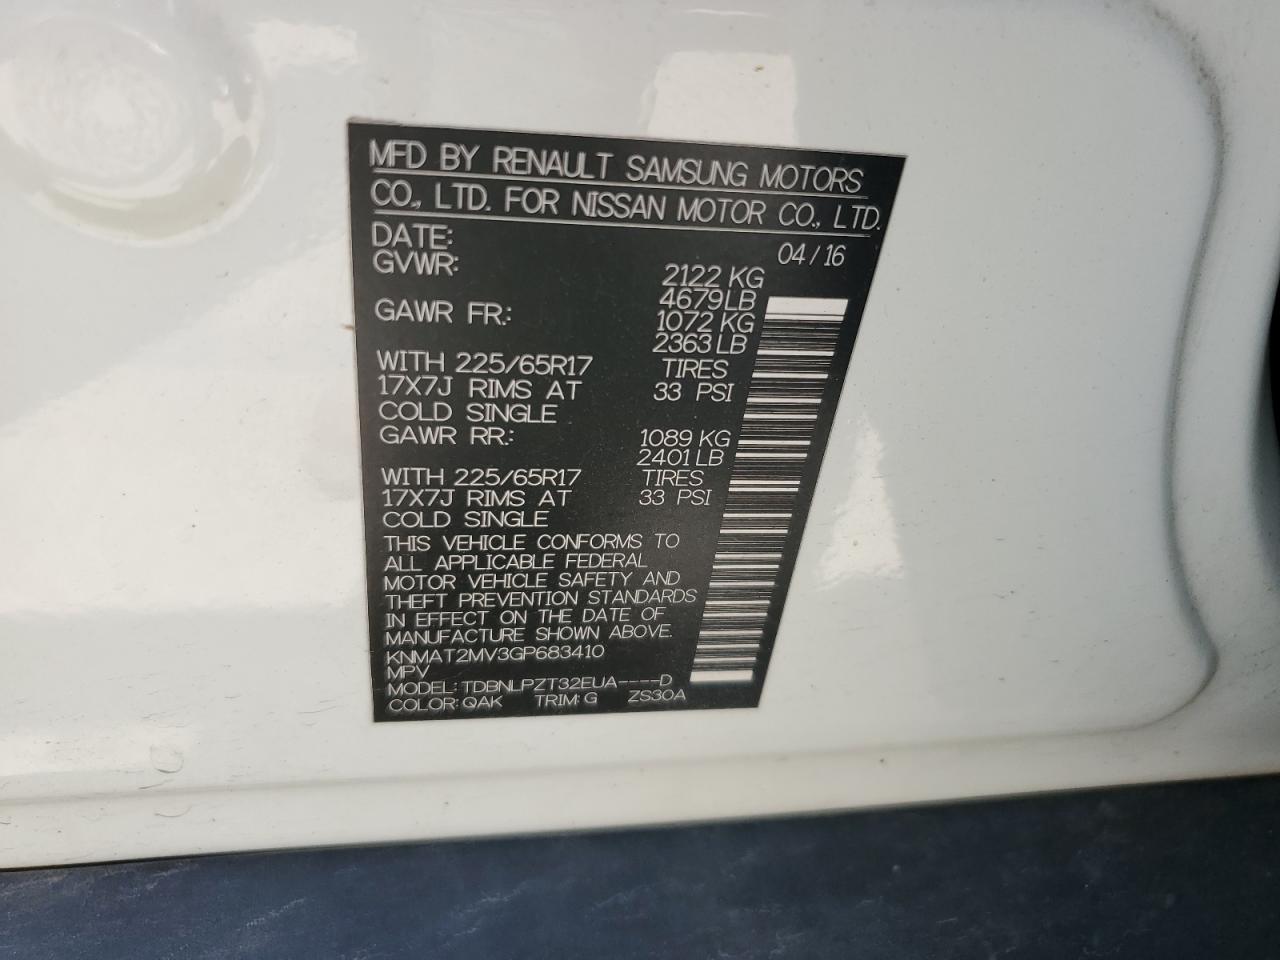 MFD BY RENAULT SAMSUNG MOTORS
CO., LTD. FOR NISSAN MOTOR CO., LTD.
DATE: 04/16
GVWR: 2122 KG
4679 LB
GAWR FR: 1072 KG
2363 LB
WITH 225/65R17 TIRES
17X7J RIMS AT 33 PSI
COLD SINGLE
GAWR RR: 1089 KG
2401 LB
WITH 225/65R17 TIRES
17X7J RIMS AT 33 PSI
COLD SINGLE
THIS VEHICLE CONFORMS TO
ALL APPLICABLE FEDERAL
MOTOR VEHICLE SAFETY AND
THEFT PREVENTION STANDARDS
IN EFFECT ON THE DATE OF
MANUFACTURE SHOWN ABOVE.
KNMAT2MV3GP683410
MPV
MODEL: TDBNLPZT32EUA----D
COLOR: QAK TRIM: G ZS30A